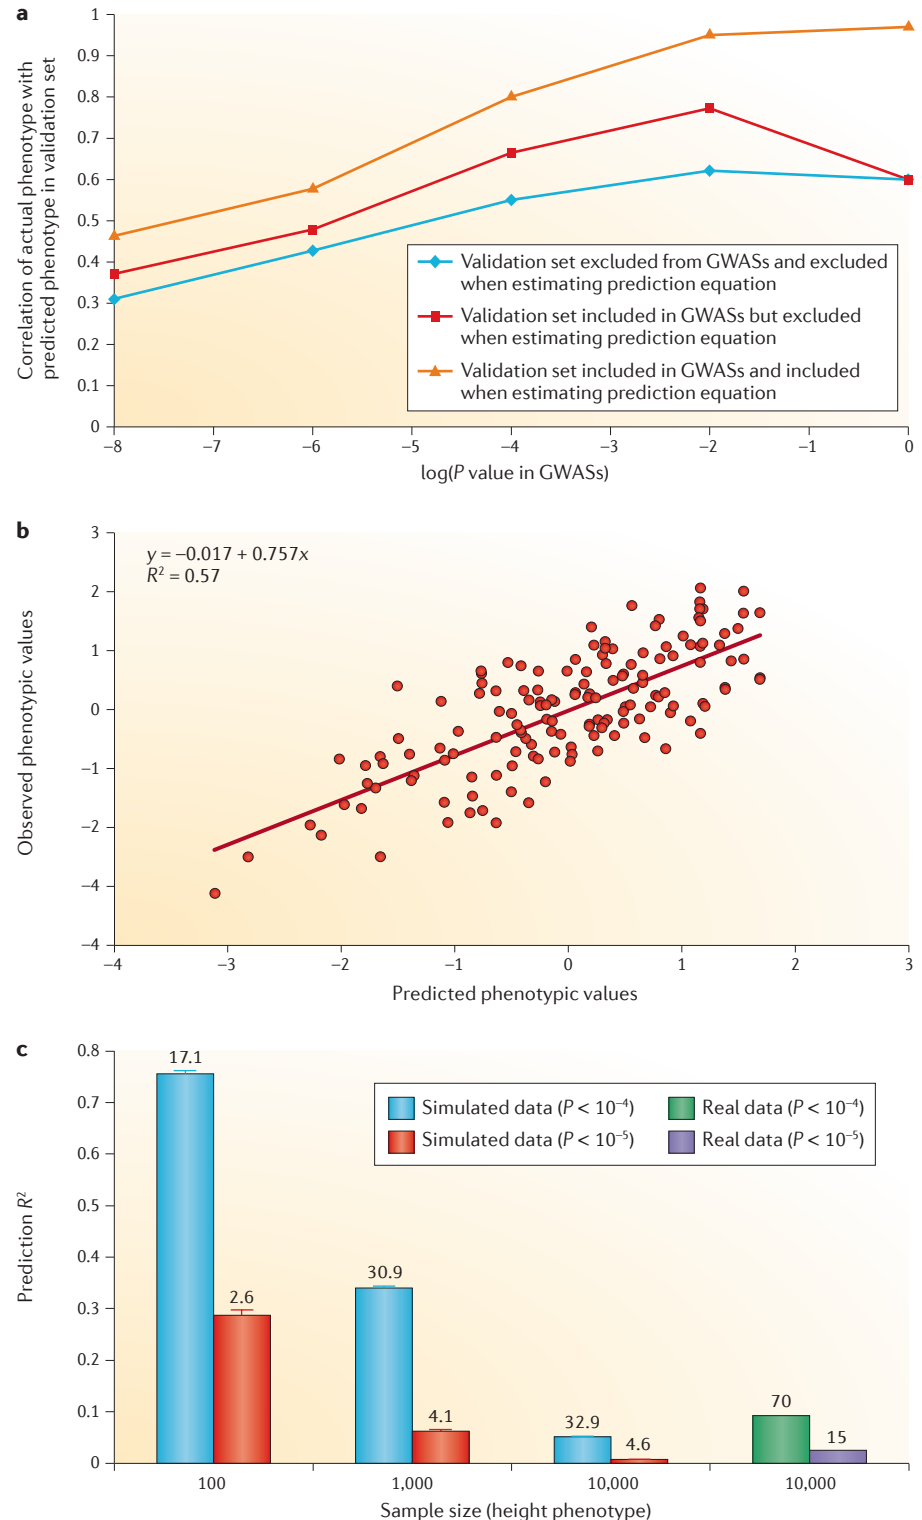 a
Correlation of actual phenotype with
predicted phenotype in validation set
1
0.9
0.8
0.7
0.6
0.5
0.4
0.3
0.2
0.1
0
Validation set excluded from GWASs and excluded
when estimating prediction equation
Validation set included in GWASs but excluded
when estimating prediction equation
Validation set included in GWASs and included
when estimating prediction equation
–8 –7 –6 –5 –4 –3 –2 –1 0
log(P value in GWASs)
b
Observed phenotypic values
3
2
1
0
–1
–2
–3
–4
y = –0.017 + 0.757x
R² = 0.57
–4 –3 –2 –1 0 1 2 3
Predicted phenotypic values
c
Prediction R²
0.8
0.7
0.6
0.5
0.4
0.3
0.2
0.1
0
Simulated data (P < 10⁻⁴) Real data (P < 10⁻⁴)
Simulated data (P < 10⁻⁵) Real data (P < 10⁻⁵)
17.1
2.6
30.9
4.1
32.9
4.6
70
15
100 1,000 10,000 10,000
Sample size (height phenotype)